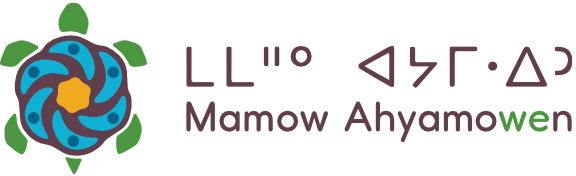 ᒪᒪᐦᐤ ᐊᔭᒥᐧᐃᐣ
Mamow Ahyamowen